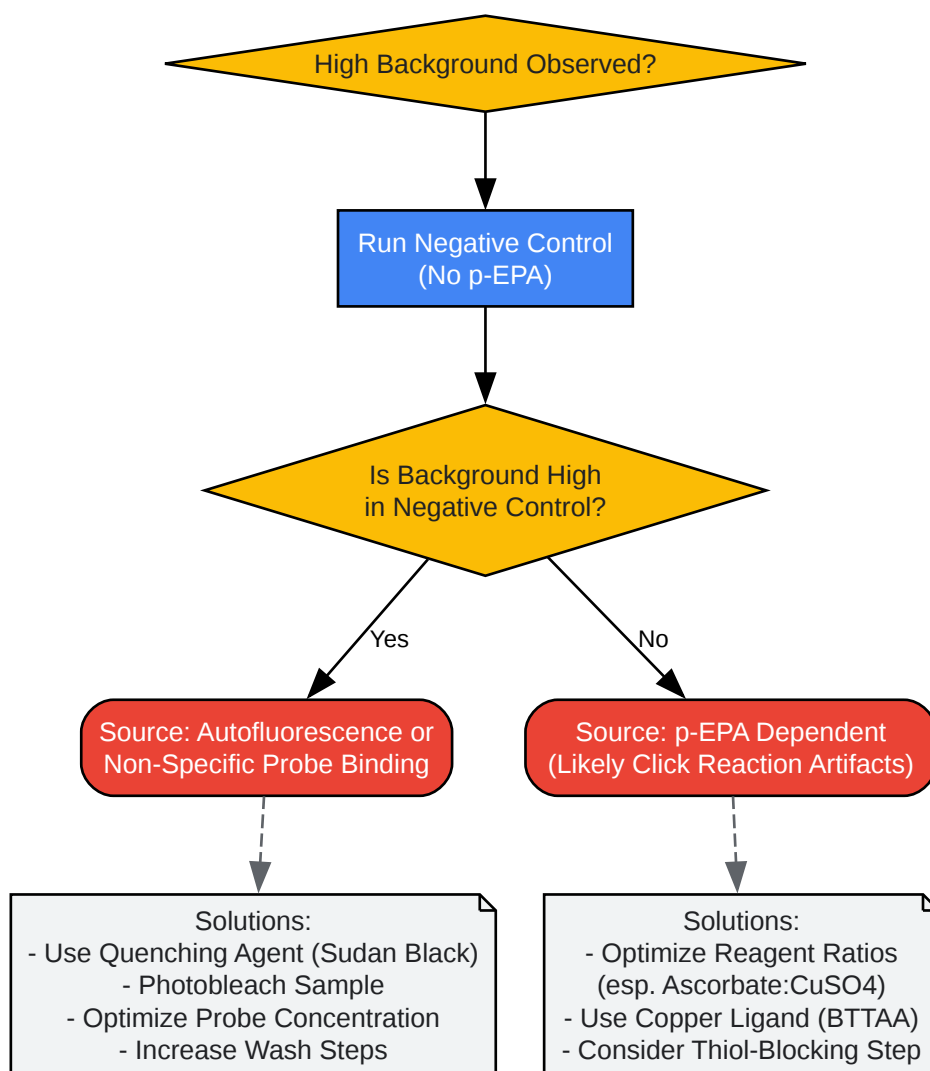 High Background Observed?
Run Negative Control
(No p-EPA)
Is Background High
in Negative Control?
Yes
No
Source: Autofluorescence or
Non-Specific Probe Binding
Source: p-EPA Dependent
(Likely Click Reaction Artifacts)
Solutions:
- Use Quenching Agent (Sudan Black)
- Photobleach Sample
- Optimize Probe Concentration
- Increase Wash Steps
Solutions:
- Optimize Reagent Ratios
(esp. Ascorbate:CuSO4)
- Use Copper Ligand (BTTAA)
- Consider Thiol-Blocking Step